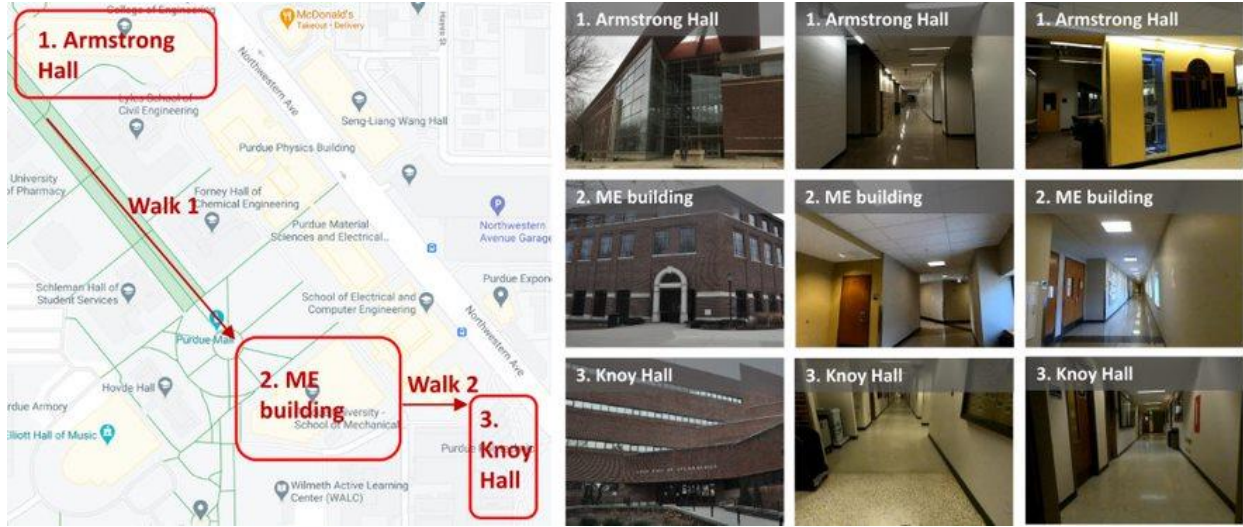 College of Engineering
1. Armstrong
Hall
McDonald's
Takeout • Delivery
Hayes St
Northwestern Ave
Lyles School of
Civil Engineering
Seng-Liang Wang Hall
Purdue Physics Building
University
of Pharmacy
Walk 1
Forney Hall of
Chemical Engineering
Purdue Material
Sciences and Electrical...
Northwestern
Avenue Garage
Schleman Hall of
Student Services
Purdue Expone
School of Electrical and
Computer Engineering
Northwestern Ave
Purdue Mall
2. ME
building
Walk 2
Hovde Hall
rdue Armory
Elliott Hall of Music
School of Mechanical
3.
Knoy
Hall
Wilmeth Active Learning
Center (WALC)
1. Armstrong Hall
1. Armstrong Hall
1. Armstrong Hall
2. ME building
2. ME building
2. ME building
3. Knoy Hall
3. Knoy Hall
3. Knoy Hall